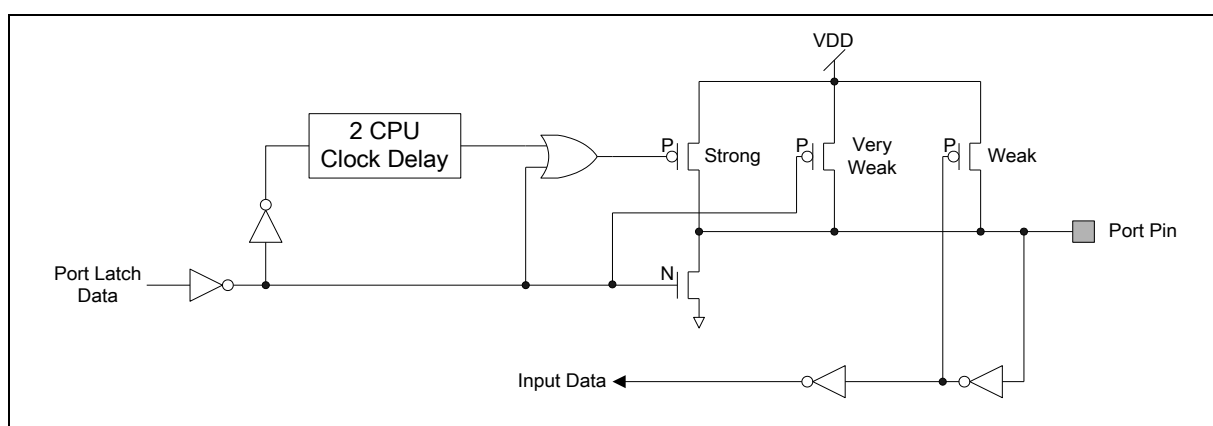 VDD
2 CPU
Clock Delay
P
Strong
P
Very
Weak
P
Weak
Port Pin
Port Latch
Data
N
Input Data